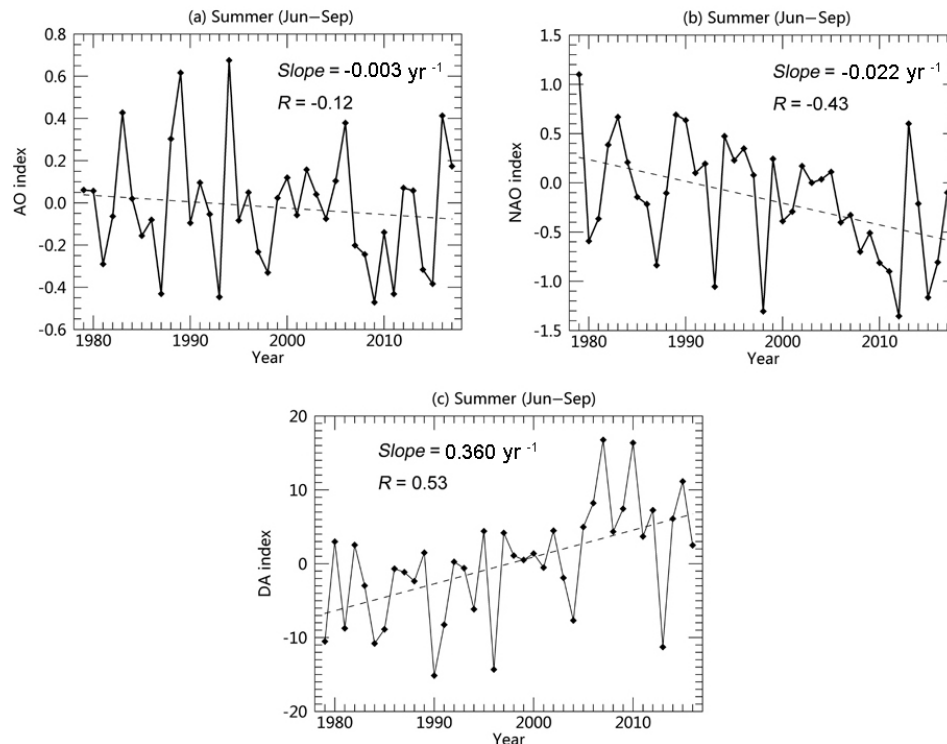 (a) Summer (Jun−Sep)
0.8
0.6
0.4
0.2
0.0
-0.2
-0.4
-0.6
AO index
Slope = -0.003 yr -1
R = -0.12
1980 1990 2000 2010
Year
(b) Summer (Jun−Sep)
1.5
1.0
0.5
0.0
-0.5
-1.0
-1.5
NAO index
Slope = -0.022 yr -1
R = -0.43
1980 1990 2000 2010
Year
(c) Summer (Jun−Sep)
20
10
0
-10
-20
DA index
Slope = 0.360 yr -1
R = 0.53
1980 1990 2000 2010
Year